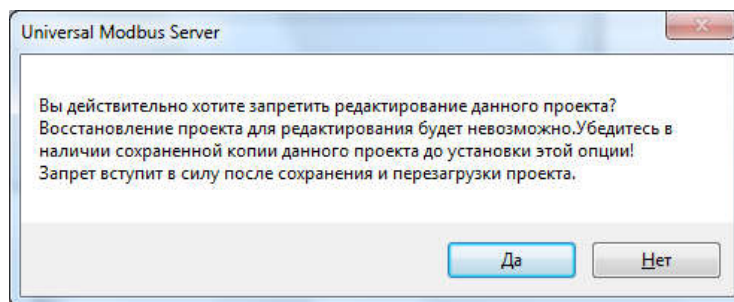 Universal Modbus Server
Вы действительно хотите запретить редактирование данного проекта?
Восстановление проекта для редактирования будет невозможно.Убедитесь в
наличии сохраненной копии данного проекта до установки этой опции!
Запрет вступит в силу после сохранения и перезагрузки проекта.
Да
Нет